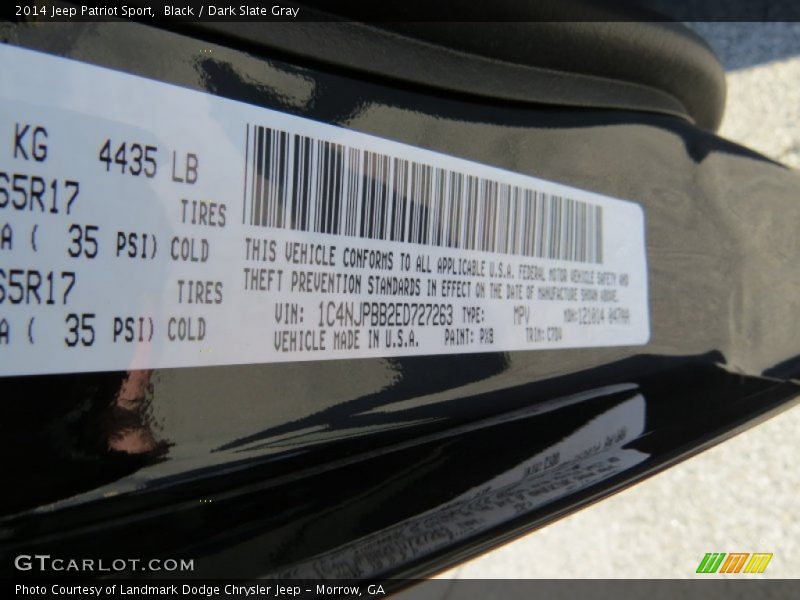 2014 Jeep Patriot Sport, Black / Dark Slate Gray
KG 4435 LB
65R17 TIRES
A ( 35 PSI) COLD
65R17 TIRES
A ( 35 PSI) COLD
THIS VEHICLE CONFORMS TO ALL APPLICABLE U.S.A. FEDERAL MOTOR VEHICLE SAFETY AND
THEFT PREVENTION STANDARDS IN EFFECT ON THE DATE OF MANUFACTURE SHOWN ABOVE.
VIN: 1C4NJPBB2ED727263 TYPE: MPV MDH:121014
VEHICLE MADE IN U.S.A. PAINT: PX8 TRIM:
GTCARLOT.COM
Photo Courtesy of Landmark Dodge Chrysler Jeep - Morrow, GA